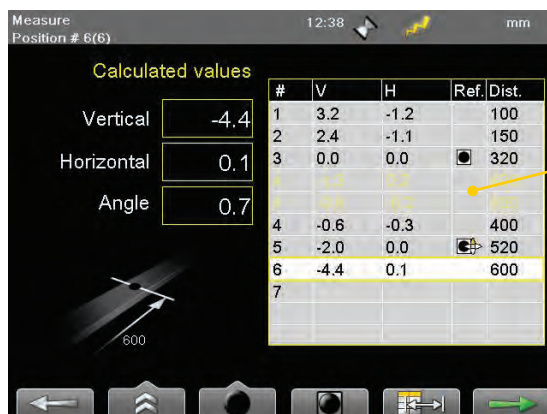 Measure
Position # 6(6)
12:38
mm
Calculated values
Vertical -4.4
Horizontal 0.1
Angle 0.7
600
# V H Ref. Dist.
1 3.2 -1.2 100
2 2.4 -1.1 150
3 0.0 0.0 320
4 -0.6 -0.3 400
5 -2.0 0.0 520
6 -4.4 0.1 600
7